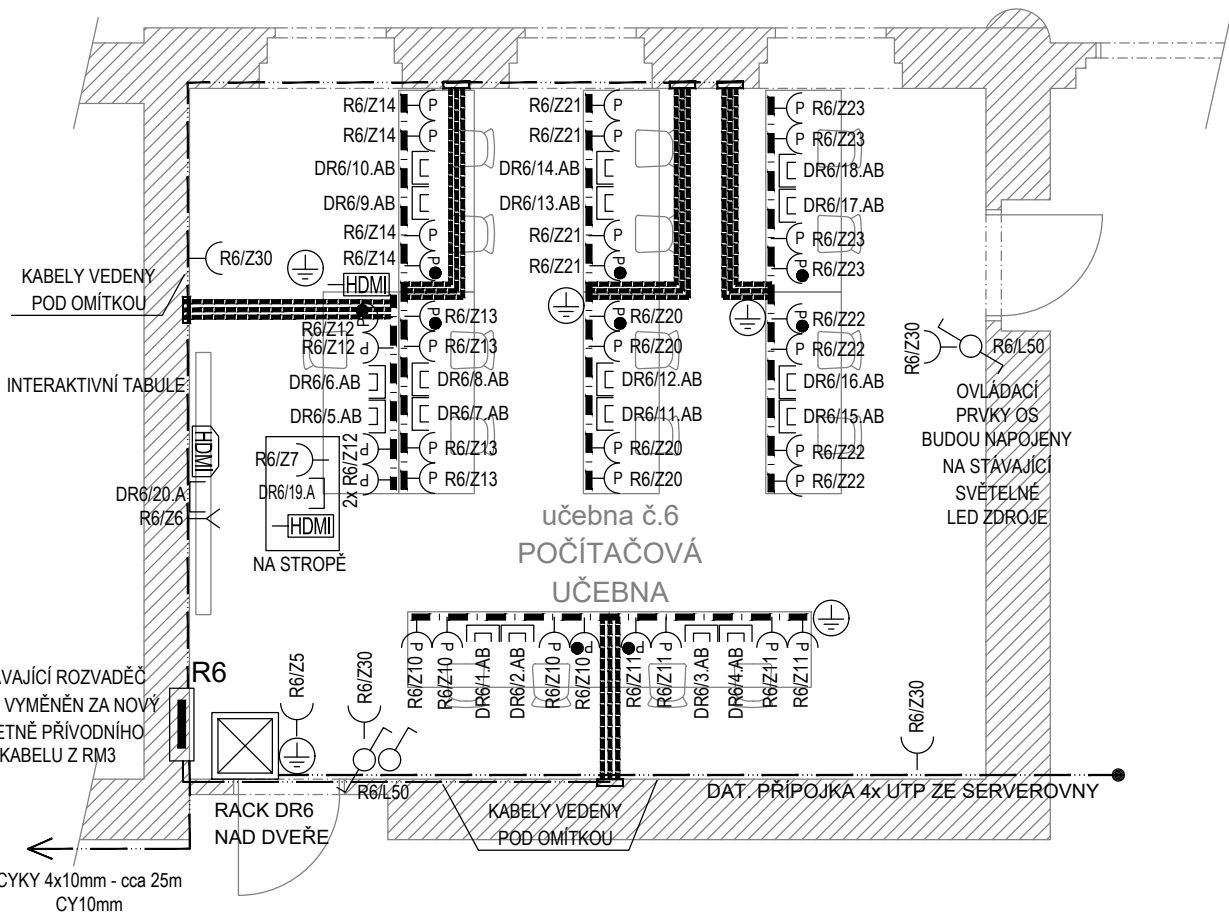 R6/Z14
R6/Z14
DR6/10.AB
DR6/9.AB
R6/Z14
R6/Z14
P
P
P
P
R6/Z21
R6/Z21
DR6/14.AB
DR6/13.AB
R6/Z21
R6/Z21
P
P
P
P
P
P
P
P
R6/Z23
R6/Z23
DR6/18.AB
DR6/17.AB
R6/Z23
R6/Z23
R6/Z30
KABELY VEDENY
POD OMÍTKOU
HDMI
R6/Z12
R6/Z12
DR6/6.AB
DR6/5.AB
2x R6/Z12
P
P
P
P
P
P
P
P
R6/Z13
R6/Z13
DR6/8.AB
DR6/7.AB
R6/Z13
R6/Z13
P
P
P
P
R6/Z20
R6/Z20
DR6/12.AB
DR6/11.AB
R6/Z20
R6/Z20
P
P
P
P
R6/Z22
R6/Z22
DR6/16.AB
DR6/15.AB
R6/Z22
R6/Z22
R6/Z30
R6/L50
OVLÁDACÍ
PRVKY OS
BUDOU NAPOJENY
NA STÁVAJÍCÍ
SVĚTELNÉ
LED ZDROJE
INTERAKTIVNÍ TABULE
HDMI
DR6/20.A
R6/Z6
R6/Z7
DR6/19.A
HDMI
NA STROPĚ
učebna č.6
POČÍTAČOVÁ
UČEBNA
P
P
P
P
P
P
P
P
R6/Z10
R6/Z10
DR6/1.AB
DR6/2.AB
R6/Z10
R6/Z10
R6/Z11
R6/Z11
DR6/3.AB
DR6/4.AB
R6/Z11
R6/Z11
R6
VAJÍCÍ ROZVADĚČ
VYMĚNĚN ZA NOVÝ
ETNĚ PŘÍVODNÍHO
KABELU Z RM3
R6/Z5
R6/Z30
R6/L50
R6/Z30
RACK DR6
NAD DVEŘE
KABELY VEDENY
POD OMÍTKOU
DAT. PŘÍPOJKA 4x UTP ZE SERVEROVNY
CYKY 4x10mm - cca 25m
CY10mm